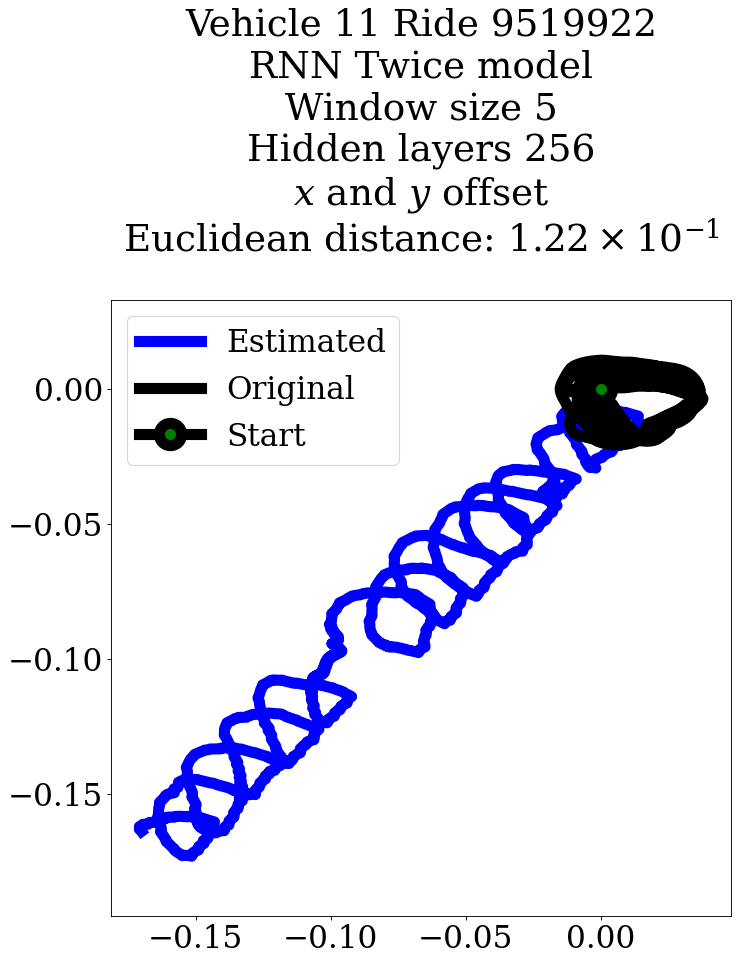 Vehicle 11 Ride 9519922
RNN Twice model
Window size 5
Hidden layers 256
x and y offset
Euclidean distance: 1.22 × 10⁻¹
Estimated
Original
Start
0.00
−0.05
−0.10
−0.15
−0.15 −0.10 −0.05 0.00